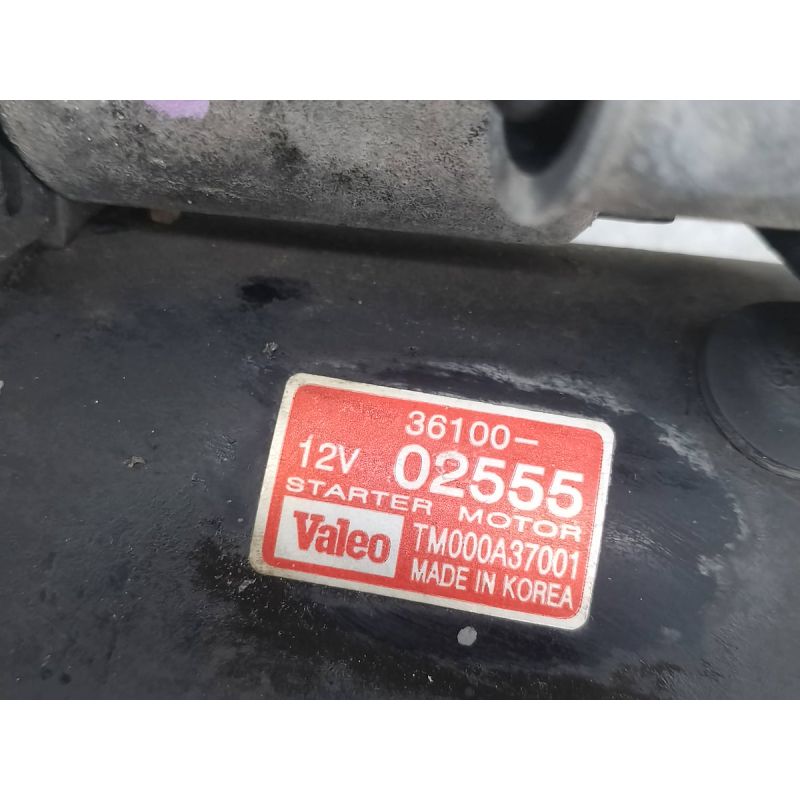 36100-
12V 02555
STARTER MOTOR
Valeo TM000A37001
MADE IN KOREA